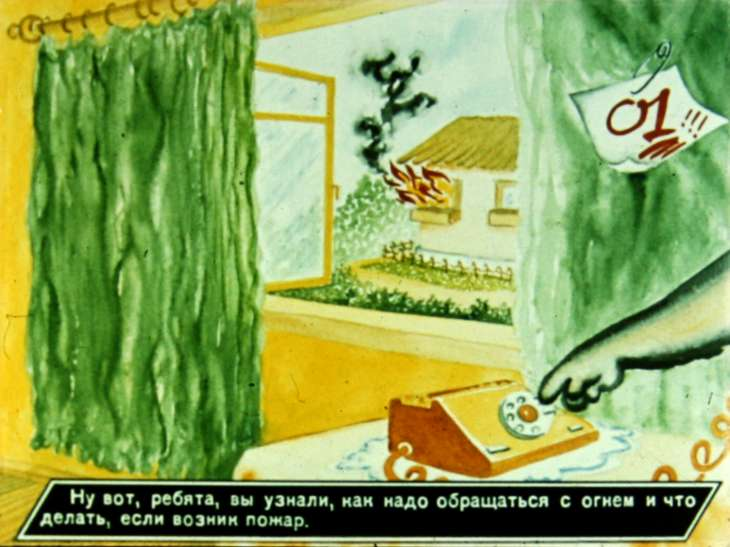 01!!!
Ну вот, ребята, вы узнали, как надо обращаться с огнем и что
делать, если возник пожар.